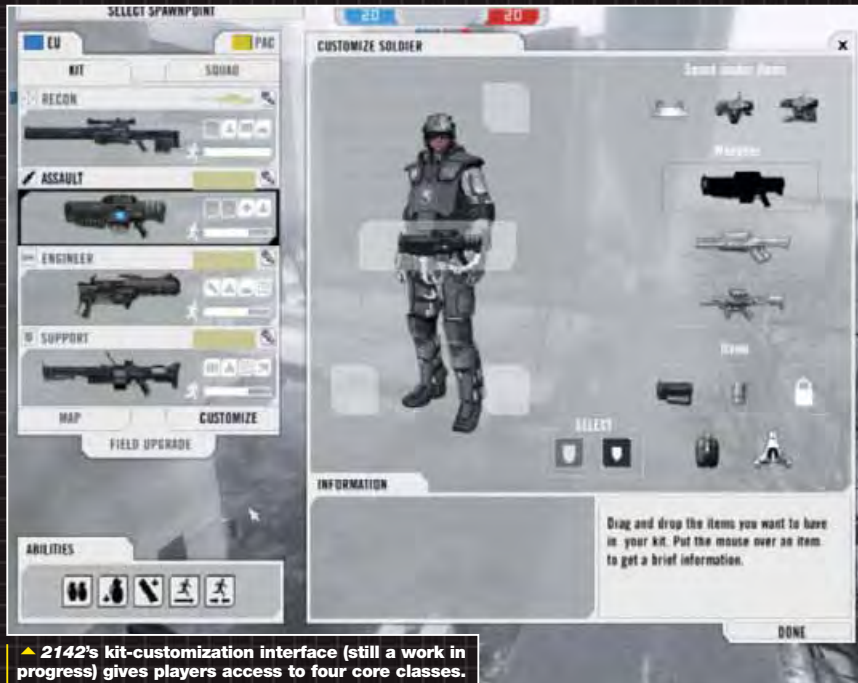 SELECT SPAWNPOINT
20
20
EU
PAC
KIT
SQUAD
RECON
ASSAULT
ENGINEER
SUPPORT
MAP
CUSTOMIZE
FIELD UPGRADE
ABILITIES
CUSTOMIZE SOLDIER
X
Weapons
Items
SELECT
INFORMATION
Drag and drop the items you want to have
in your kit. Put the mouse over an item
to get a brief information.
DONE
▲ 2142's kit-customization interface (still a work in
progress) gives players access to four core classes.